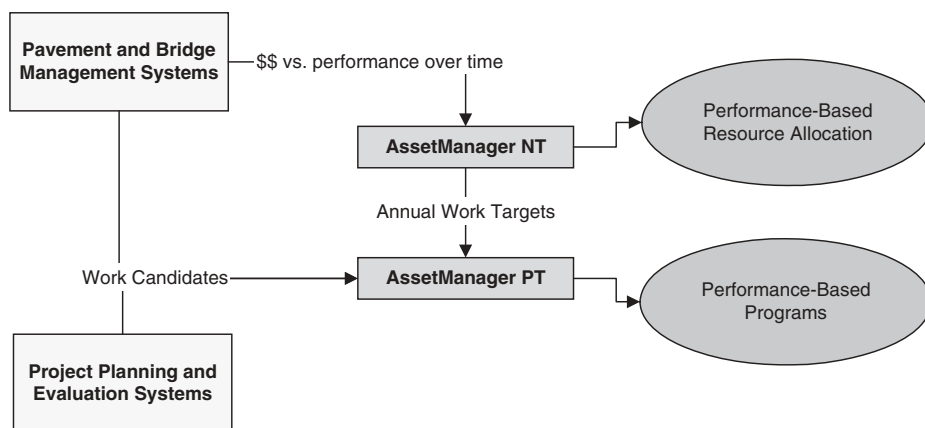 Pavement and Bridge
Management Systems
$$ vs. performance over time
Performance-Based
Resource Allocation
AssetManager NT
Annual Work Targets
Work Candidates
AssetManager PT
Performance-Based
Programs
Project Planning and
Evaluation Systems